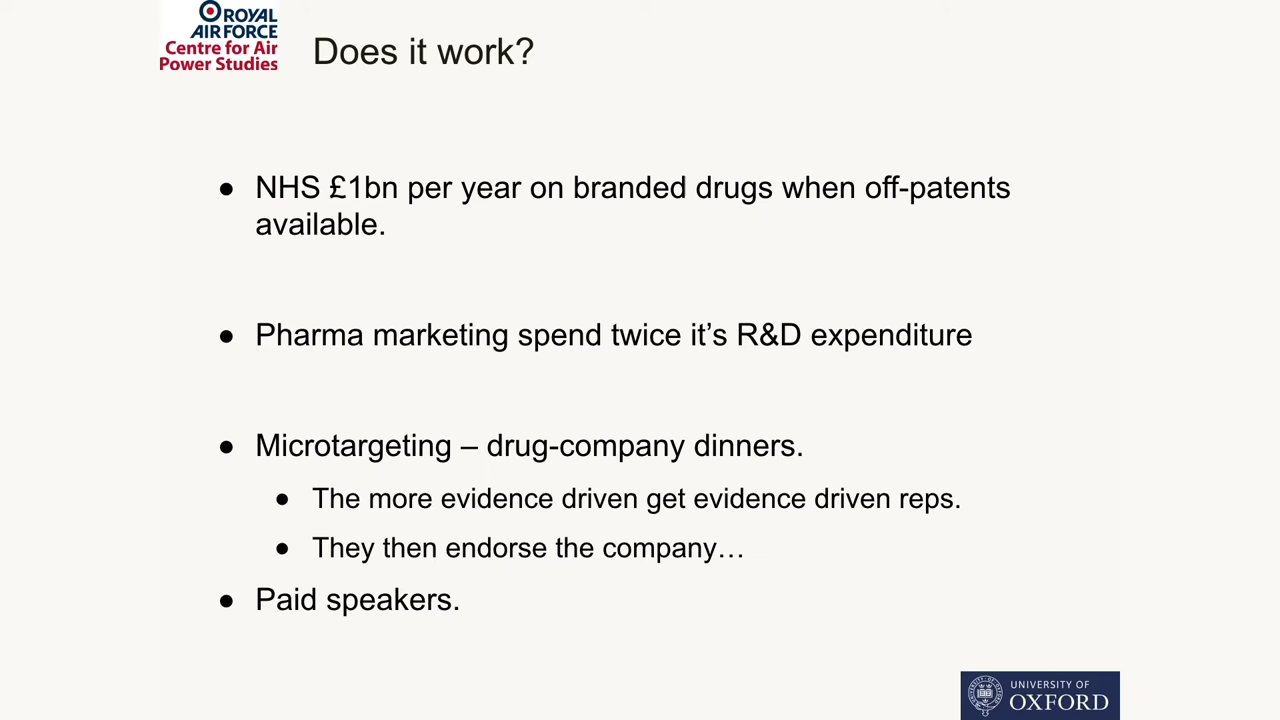 ROYAL
AIR FORCE
Centre for Air
Power Studies
Does it work?
● NHS £1bn per year on branded drugs when off-patents
available.
● Pharma marketing spend twice it’s R&D expenditure
● Microtargeting – drug-company dinners.
● The more evidence driven get evidence driven reps.
● They then endorse the company…
● Paid speakers.
UNIVERSITY OF
OXFORD